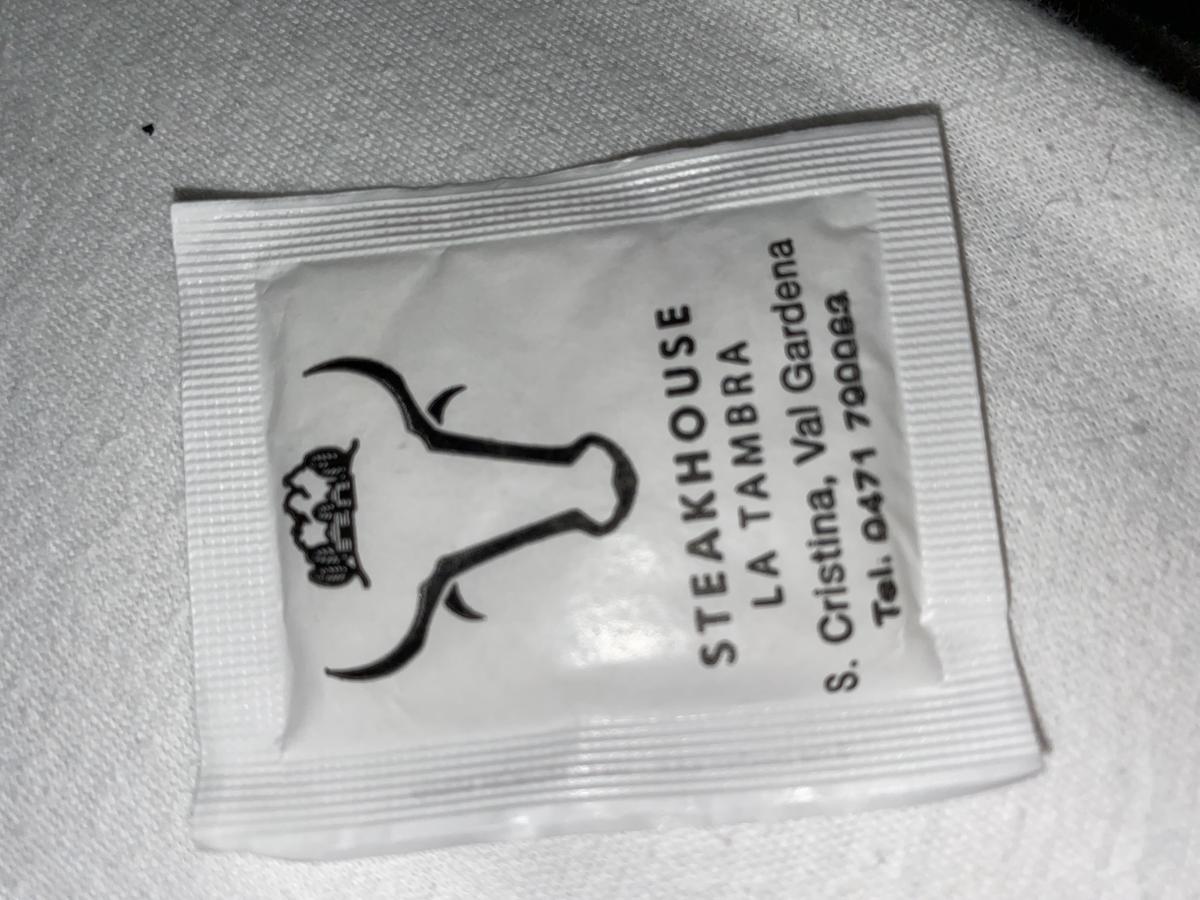 STEAKHOUSE
LA TAMBRA
S. Cristina, Val Gardena
Tel. 0471 790063